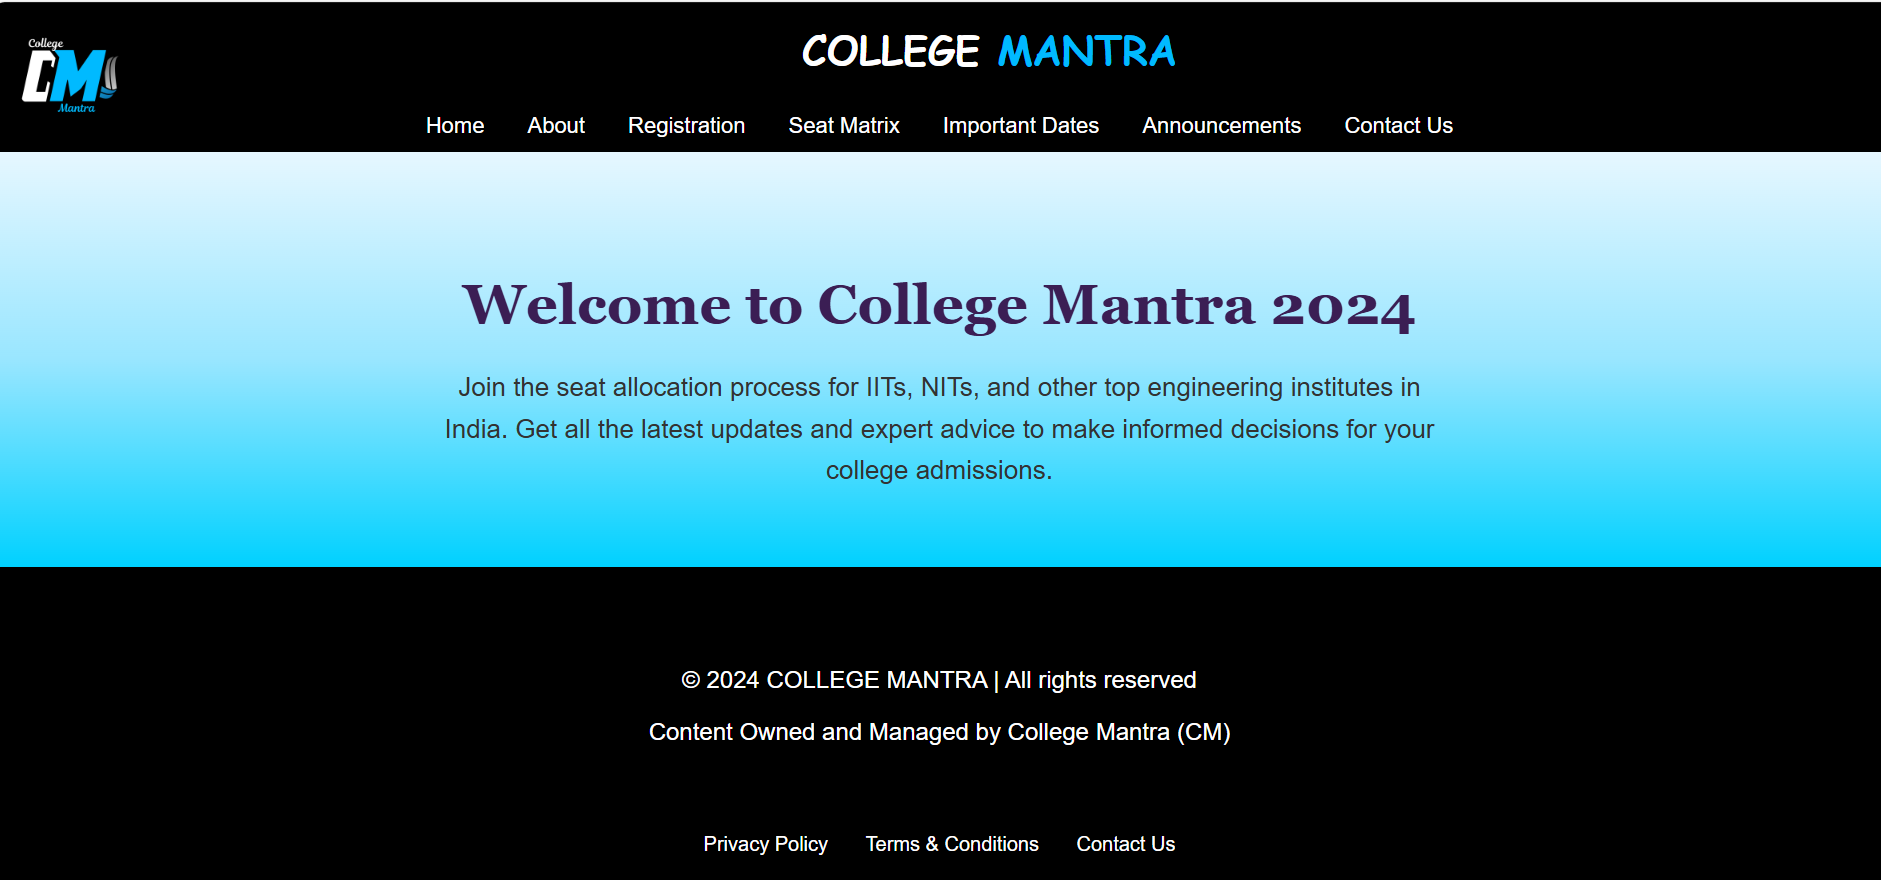 College
CM
Mantra
COLLEGE MANTRA
Home About Registration Seat Matrix Important Dates Announcements Contact Us
Welcome to College Mantra 2024
Join the seat allocation process for IITs, NITs, and other top engineering institutes in
India. Get all the latest updates and expert advice to make informed decisions for your
college admissions.
© 2024 COLLEGE MANTRA | All rights reserved
Content Owned and Managed by College Mantra (CM)
Privacy Policy Terms & Conditions Contact Us